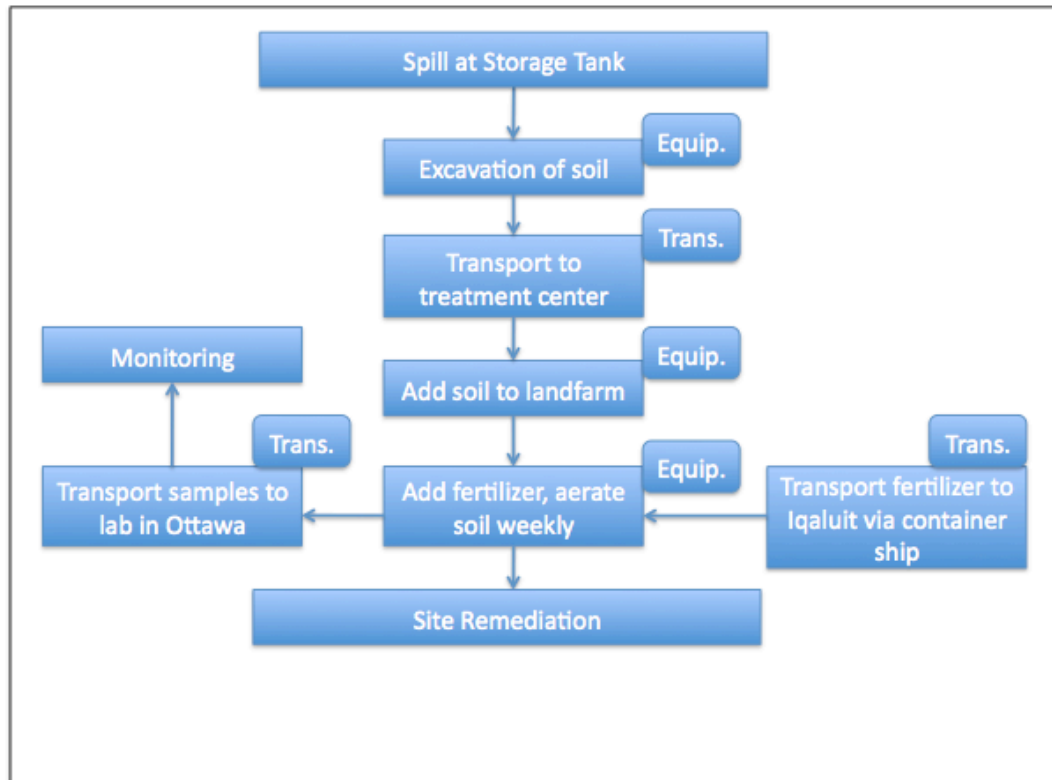 Spill at Storage Tank
Equip.
Excavation of soil
Trans.
Transport to
treatment center
Equip.
Monitoring
Add soil to landfarm
Trans.
Equip.
Trans.
Transport samples to
lab in Ottawa
Add fertilizer, aerate
soil weekly
Transport fertilizer to
Iqaluit via container
ship
Site Remediation